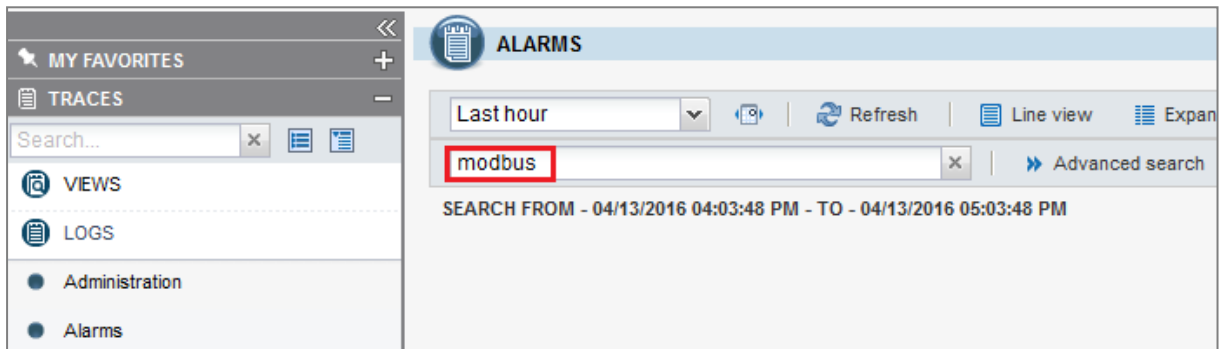 MY FAVORITES
TRACES
Search...
VIEWS
LOGS
Administration
Alarms
ALARMS
Last hour Refresh Line view Expan
modbus Advanced search
SEARCH FROM - 04/13/2016 04:03:48 PM - TO - 04/13/2016 05:03:48 PM